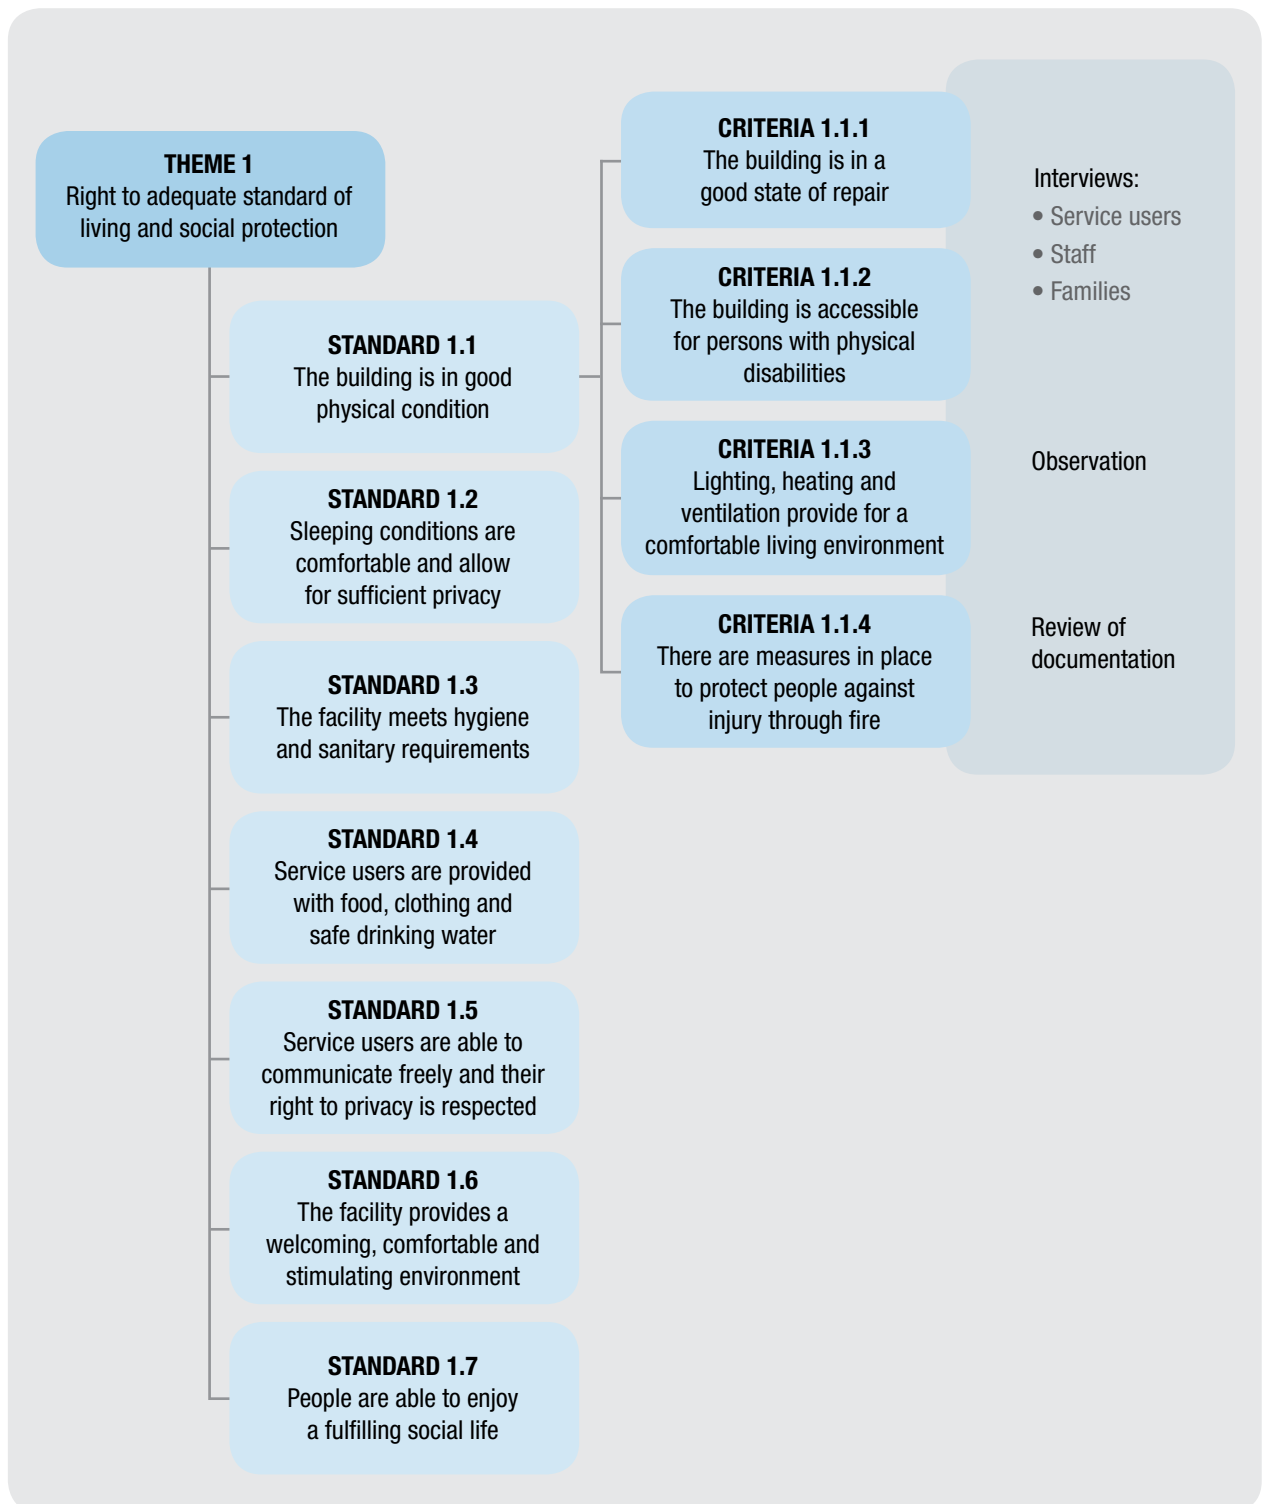 THEME 1
Right to adequate standard of
living and social protection
STANDARD 1.1
The building is in good
physical condition
STANDARD 1.2
Sleeping conditions are
comfortable and allow
for sufficient privacy
STANDARD 1.3
The facility meets hygiene
and sanitary requirements
STANDARD 1.4
Service users are provided
with food, clothing and
safe drinking water
STANDARD 1.5
Service users are able to
communicate freely and their
right to privacy is respected
STANDARD 1.6
The facility provides a
welcoming, comfortable and
stimulating environment
STANDARD 1.7
People are able to enjoy
a fulfilling social life
CRITERIA 1.1.1
The building is in a
good state of repair
CRITERIA 1.1.2
The building is accessible
for persons with physical
disabilities
CRITERIA 1.1.3
Lighting, heating and
ventilation provide for a
comfortable living environment
CRITERIA 1.1.4
There are measures in place
to protect people against
injury through fire
Interviews:
• Service users
• Staff
• Families
Observation
Review of
documentation